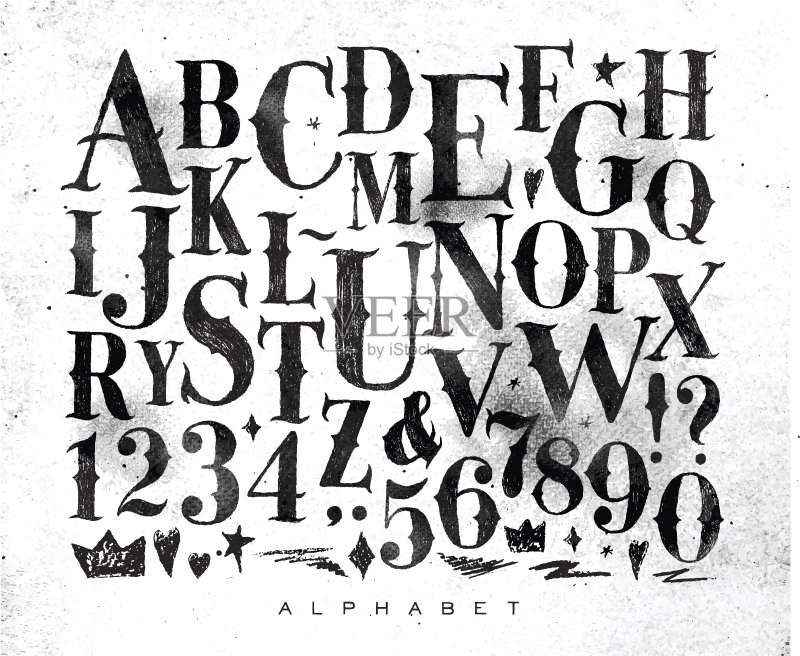 A B C D E F G H
I J K L M N O P Q
R S T U V W X Y Z
& ! ?
1 2 3 4 5 6 7 8 9 0
, :
VEER
by iStock
ALPHABET